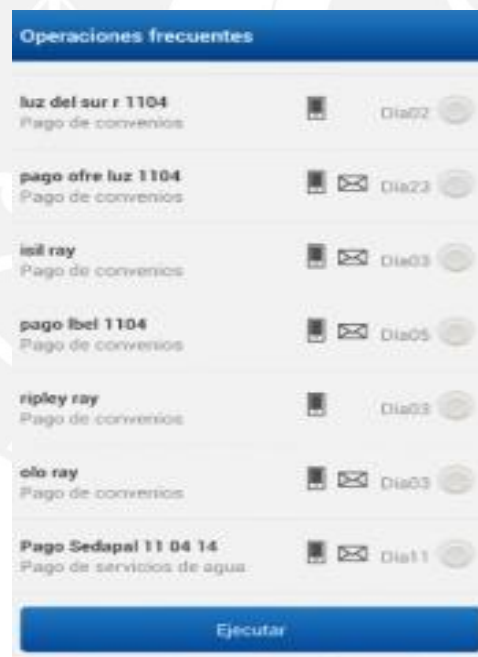 Operaciones frecuentes
luz del sur r 1104
Pago de convenios
Dia02
pago ofre luz 1104
Pago de convenios
Dia23
isil ray
Pago de convenios
Dia03
pago lbel 1104
Pago de convenios
Dia05
ripley ray
Pago de convenios
Dia03
olo ray
Pago de convenios
Dia03
Pago Sedapal 11 04 14
Pago de servicios de agua
Dia11
Ejecutar